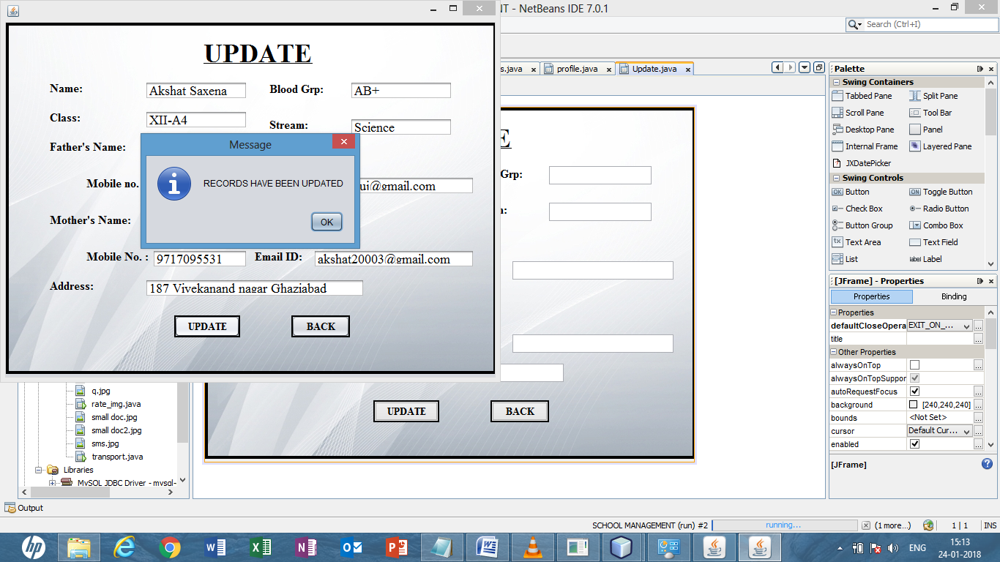 NT - NetBeans IDE 7.0.1
Search (Ctrl+I)
s.java
profile.java
Update.java
UPDATE
Name:
Akshat Saxena
Blood Grp:
AB+
Class:
XII-A4
Stream:
Science
Father's Name:
Mobile no.
ui@gmail.com
Mother's Name:
Mobile No. :
9717095531
Email ID:
akshat20003@gmail.com
Address:
187 Vivekanand nagar Ghaziabad
UPDATE
BACK
Message
RECORDS HAVE BEEN UPDATED
OK
E
Grp:
UPDATE
BACK
q.jpg
rate_img.java
small doc.jpg
small doc2.jpg
sms.jpg
transport.java
Libraries
MySQL JDBC Driver - mysql-
Palette
Swing Containers
Tabbed Pane
Split Pane
Scroll Pane
Tool Bar
Desktop Pane
Panel
Internal Frame
Layered Pane
JXDatePicker
Swing Controls
Button
Toggle Button
Check Box
Radio Button
Button Group
Combo Box
Text Area
Text Field
List
Label
[JFrame] - Properties
Properties
Binding
Properties
defaultCloseOpera
EXIT_ON_...
title
Other Properties
alwaysOnTop
alwaysOnTopSuppor
autoRequestFocus
background
[240,240,240]
bounds
<Not Set>
cursor
Default Cur...
enabled
[JFrame]
Output
SCHOOL MANAGEMENT (run) #2
running...
(1 more...)
1 | 1
INS
ENG
15:13
24-01-2018